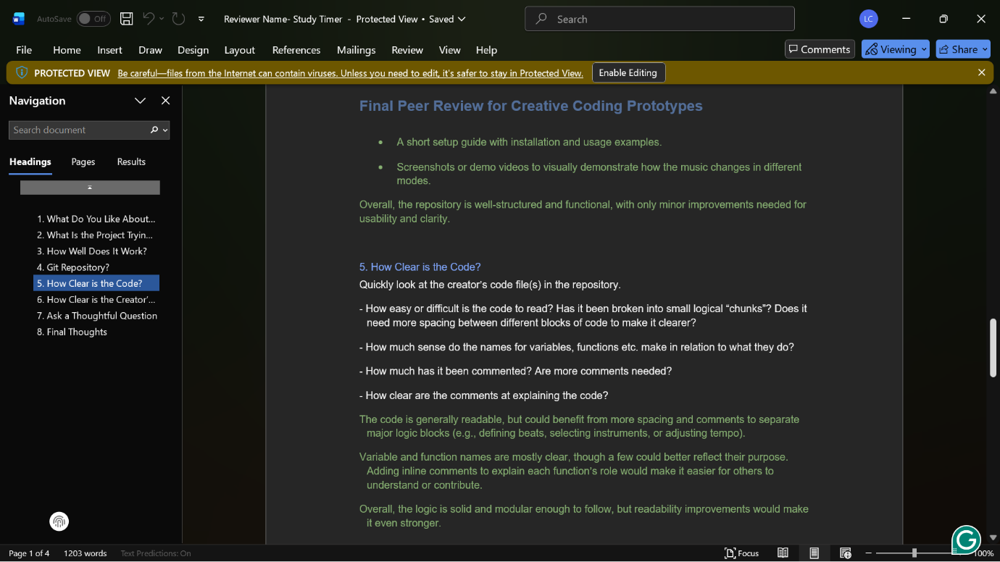 AutoSave Off Reviewer Name- Study Timer - Protected View • Saved Search LC
File Home Insert Draw Design Layout References Mailings Review View Help Comments Viewing Share
PROTECTED VIEW Be careful—files from the Internet can contain viruses. Unless you need to edit, it's safer to stay in Protected View. Enable Editing
Navigation
Search document
Headings Pages Results
1. What Do You Like About...
2. What Is the Project Tryin...
3. How Well Does It Work?
4. Git Repository?
5. How Clear is the Code?
6. How Clear is the Creator'...
7. Ask a Thoughtful Question
8. Final Thoughts
Final Peer Review for Creative Coding Prototypes
• A short setup guide with installation and usage examples.
• Screenshots or demo videos to visually demonstrate how the music changes in different
modes.
Overall, the repository is well-structured and functional, with only minor improvements needed for
usability and clarity.
5. How Clear is the Code?
Quickly look at the creator's code file(s) in the repository.
- How easy or difficult is the code to read? Has it been broken into small logical “chunks”? Does it
need more spacing between different blocks of code to make it clearer?
- How much sense do the names for variables, functions etc. make in relation to what they do?
- How much has it been commented? Are more comments needed?
- How clear are the comments at explaining the code?
The code is generally readable, but could benefit from more spacing and comments to separate
major logic blocks (e.g., defining beats, selecting instruments, or adjusting tempo).
Variable and function names are mostly clear, though a few could better reflect their purpose.
Adding inline comments to explain each function's role would make it easier for others to
understand or contribute.
Overall, the logic is solid and modular enough to follow, but readability improvements would make
it even stronger.
Page 1 of 4 1203 words Text Predictions: On Focus 100%